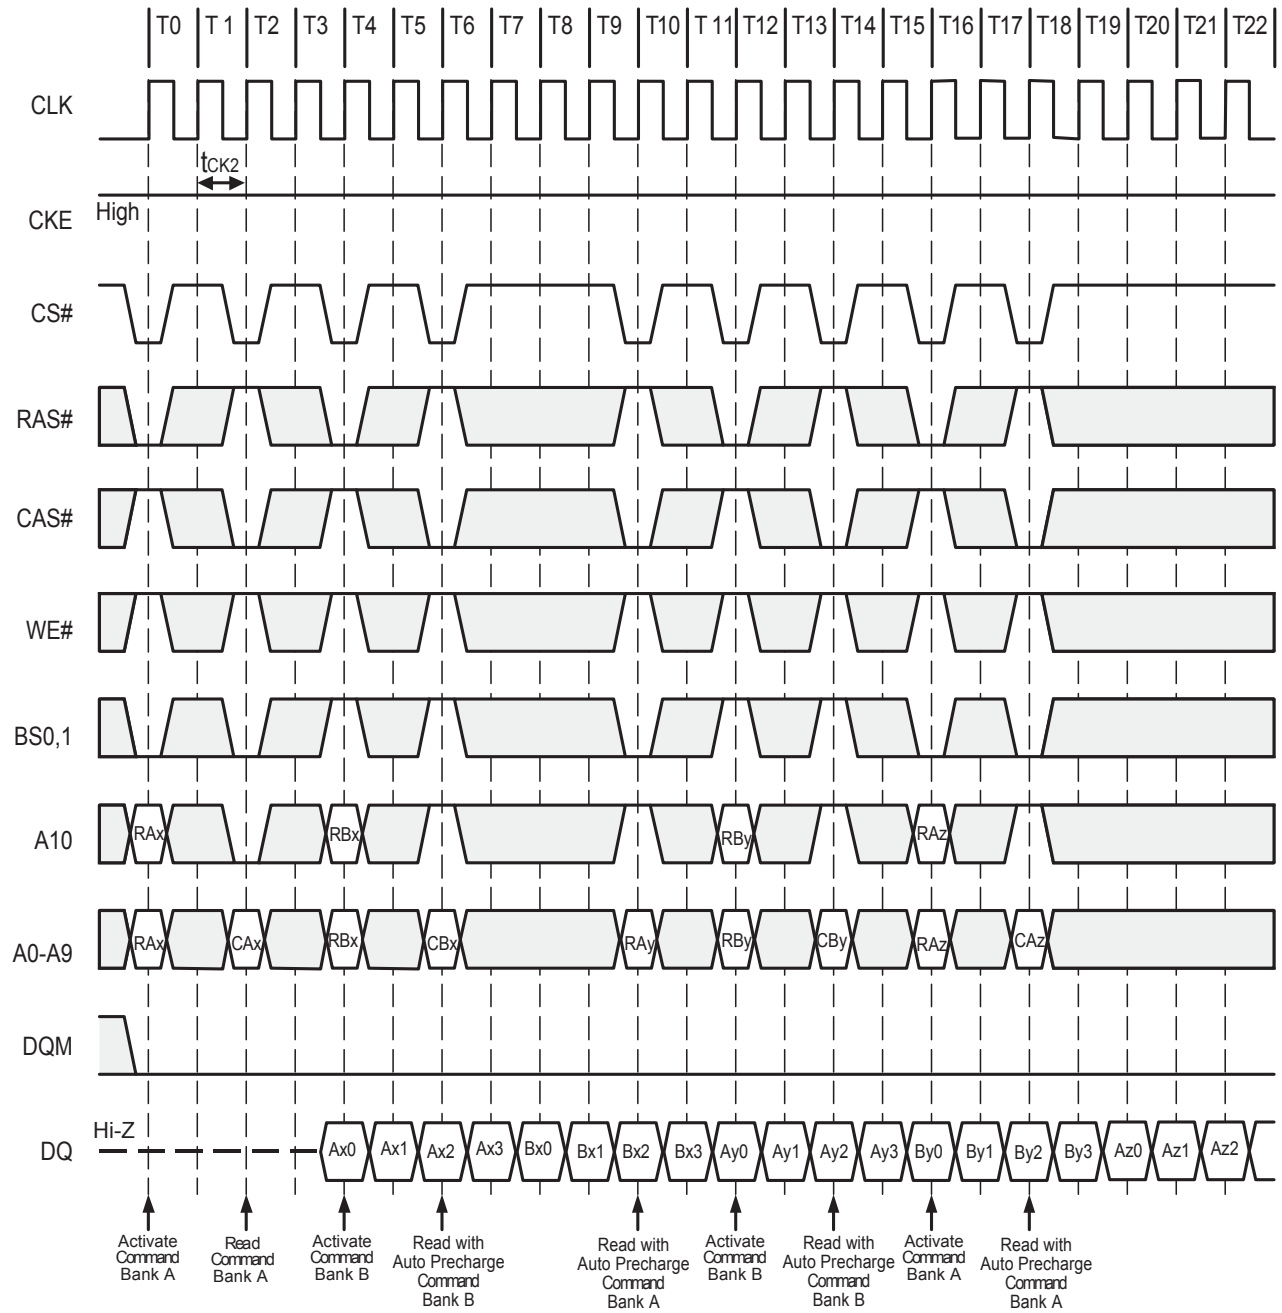 T0 T 1 T2 T3 T4 T5 T6 T7 T8 T9 T10 T 11 T12 T13 T14 T15 T16 T17 T18 T19 T20 T21 T22
CLK
tCK2
High
CKE
CS#
RAS#
CAS#
WE#
BS0,1
A10 RAx RBx RBy RAz
A0-A9 RAx CAx RBx CBx RAy RBy CBy RAz CAz
DQM
Hi-Z
DQ Ax0 Ax1 Ax2 Ax3 Bx0 Bx1 Bx2 Bx3 Ay0 Ay1 Ay2 Ay3 By0 By1 By2 By3 Az0 Az1 Az2
Activate
Command
Bank A
Read
Command
Bank A
Activate
Command
Bank B
Read with
Auto Precharge
Command
Bank B
Read with
Auto Precharge
Command
Bank A
Activate
Command
Bank B
Read with
Auto Precharge
Command
Bank B
Activate
Command
Bank A
Read with
Auto Precharge
Command
Bank A